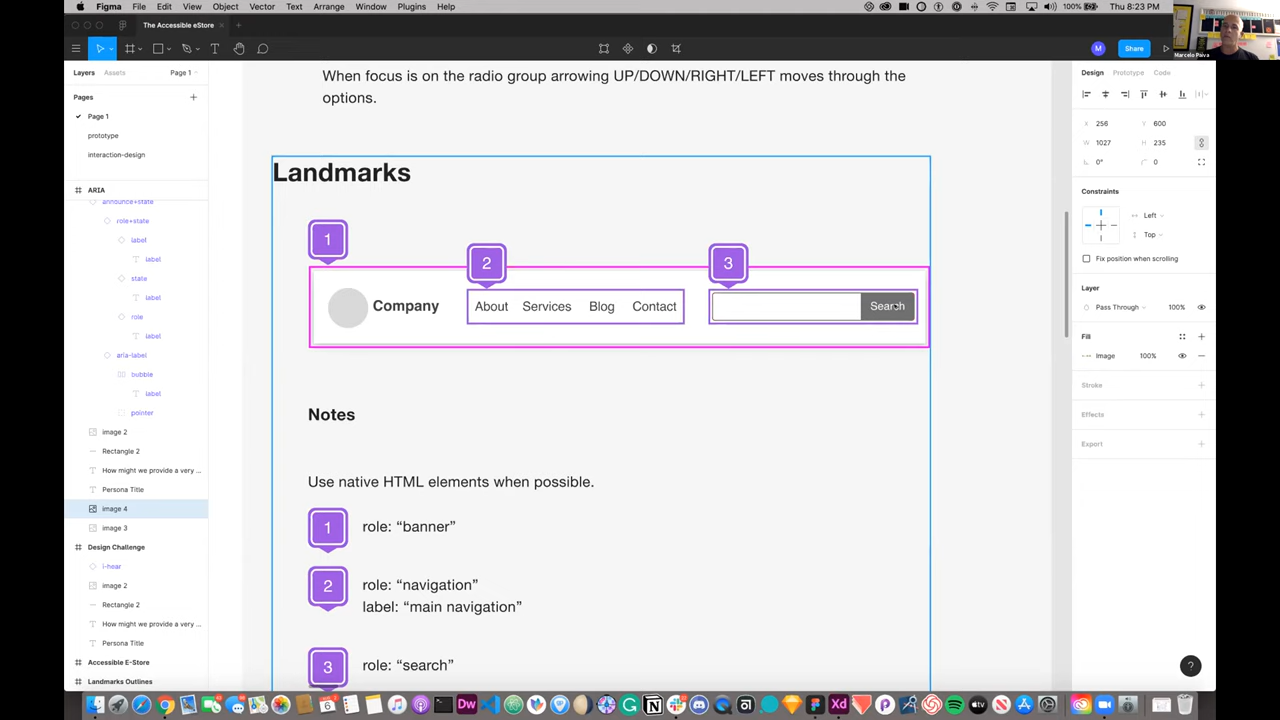 Figma File Edit View Object Vector Text Arrange Window Plugins Help
100% Thu 8:23 PM
The Accessible eStore
Marcelo Paiva
M Share
Layers Assets Page 1
Pages
Page 1
prototype
interaction-design
ARIA
announce+state
role+state
label
label
state
label
role
label
aria-label
bubble
label
pointer
image 2
Rectangle 2
How might we provide a very ...
Persona Title
image 4
image 3
Design Challenge
i-hear
image 2
Rectangle 2
How might we provide a very ...
Persona Title
Accessible E-Store
Landmarks Outlines
When focus is on the radio group arrowing UP/DOWN/RIGHT/LEFT moves through the
options.
Landmarks
1
2
3
Company About Services Blog Contact Search
Notes
Use native HTML elements when possible.
1 role: “banner”
2 role: “navigation”
label: “main navigation”
3 role: “search”
Design Prototype Code
X 256 Y 600
W 1027 H 235
0° 0
Constraints
Left
Top
Fix position when scrolling
Layer
Pass Through 100%
Fill
Image 100%
Stroke
Effects
Export
?